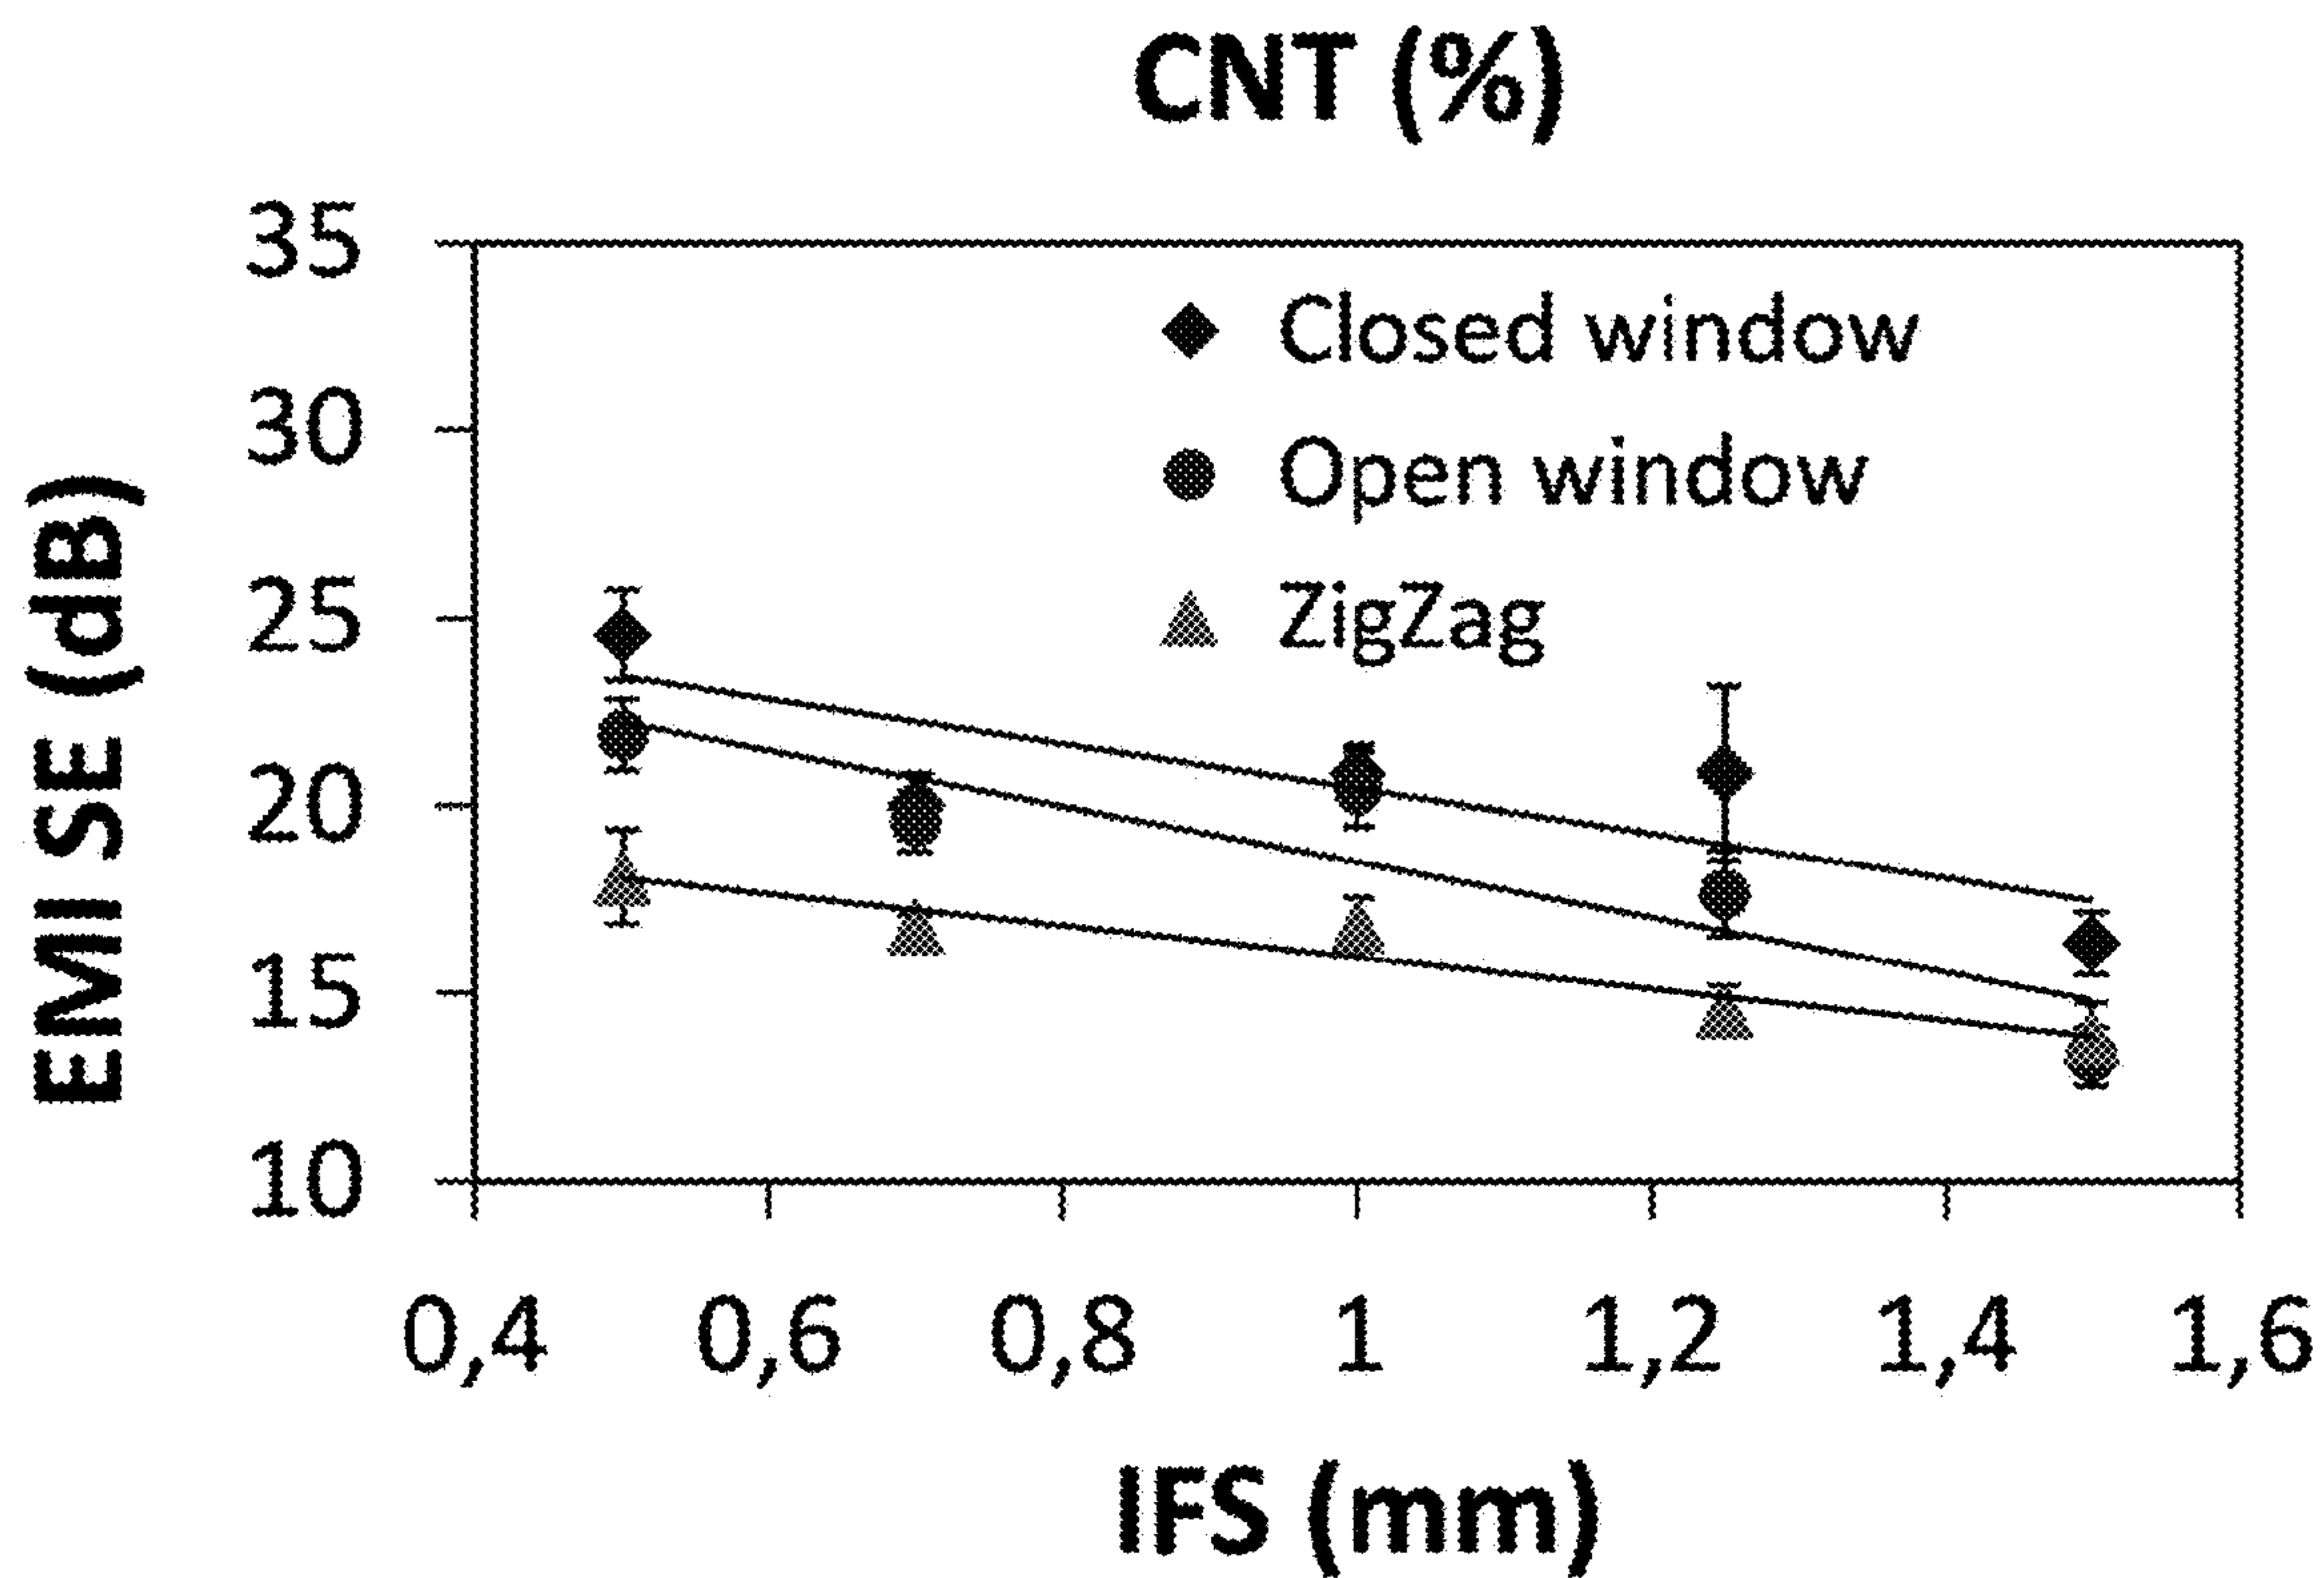 CNT (%)
35
30
25
20
15
10
EMI SE (dB)
Closed window
Open window
ZigZag
0,4 0,6 0,8 1 1,2 1,4 1,6
IFS (mm)